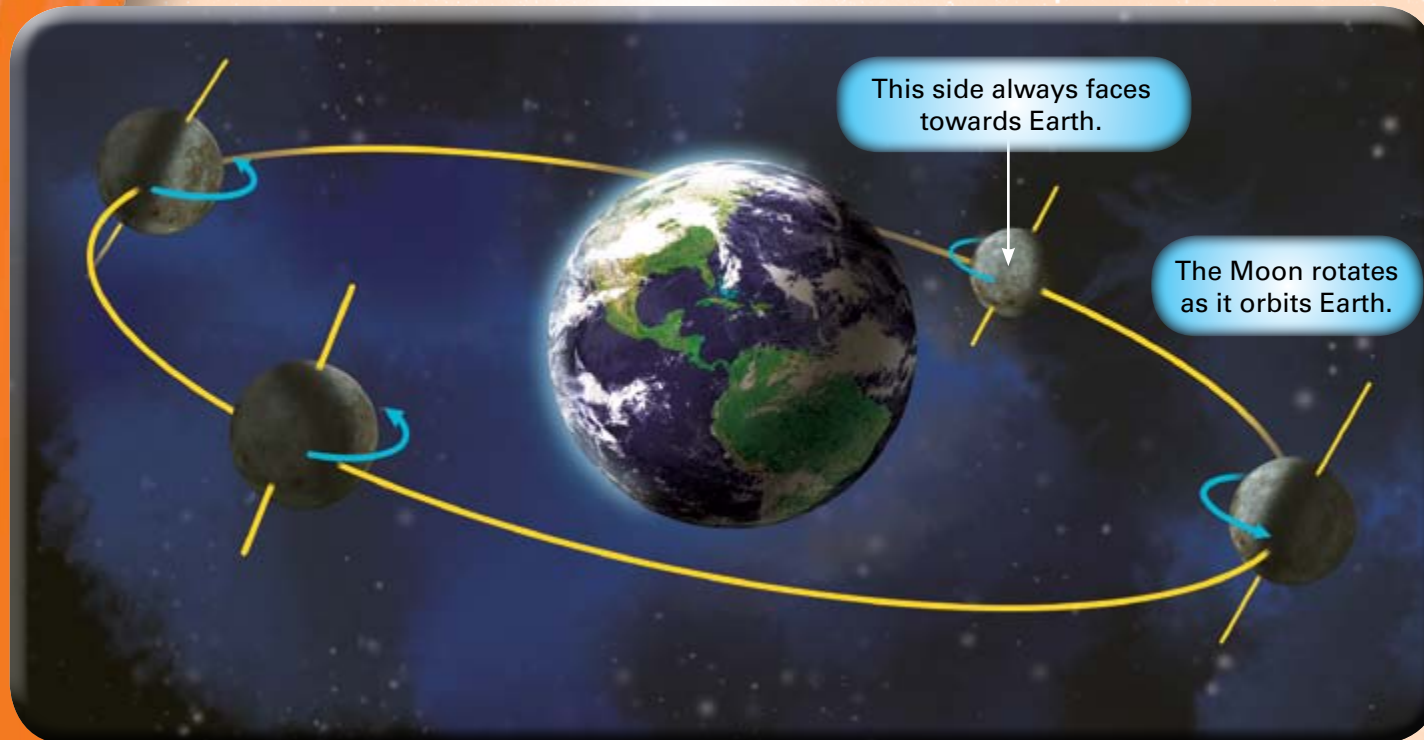 This side always faces
towards Earth.
The Moon rotates
as it orbits Earth.